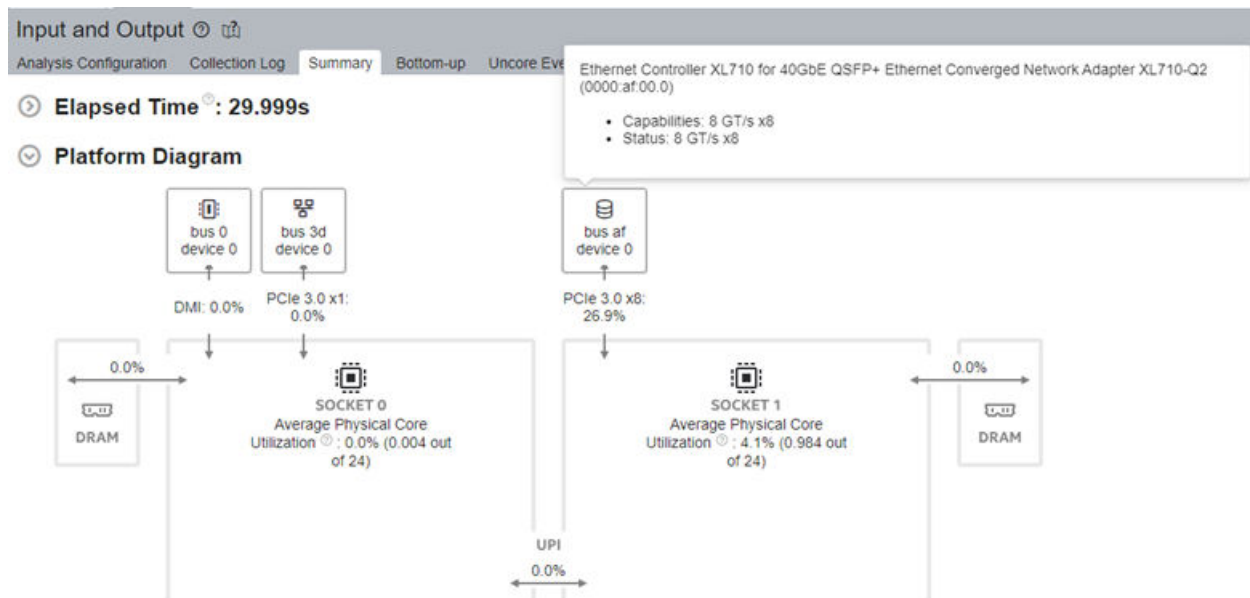 Input and Output
Analysis Configuration Collection Log Summary Bottom-up Uncore Eve
Ethernet Controller XL710 for 40GbE QSFP+ Ethernet Converged Network Adapter XL710-Q2
(0000:af:00.0)
• Capabilities: 8 GT/s x8
• Status: 8 GT/s x8
Elapsed Time : 29.999s
Platform Diagram
bus 0
device 0
bus 3d
device 0
bus af
device 0
DMI: 0.0%
PCIe 3.0 x1:
0.0%
PCIe 3.0 x8:
26.9%
0.0%
DRAM
SOCKET 0
Average Physical Core
Utilization : 0.0% (0.004 out
of 24)
SOCKET 1
Average Physical Core
Utilization : 4.1% (0.984 out
of 24)
0.0%
DRAM
UPI
0.0%